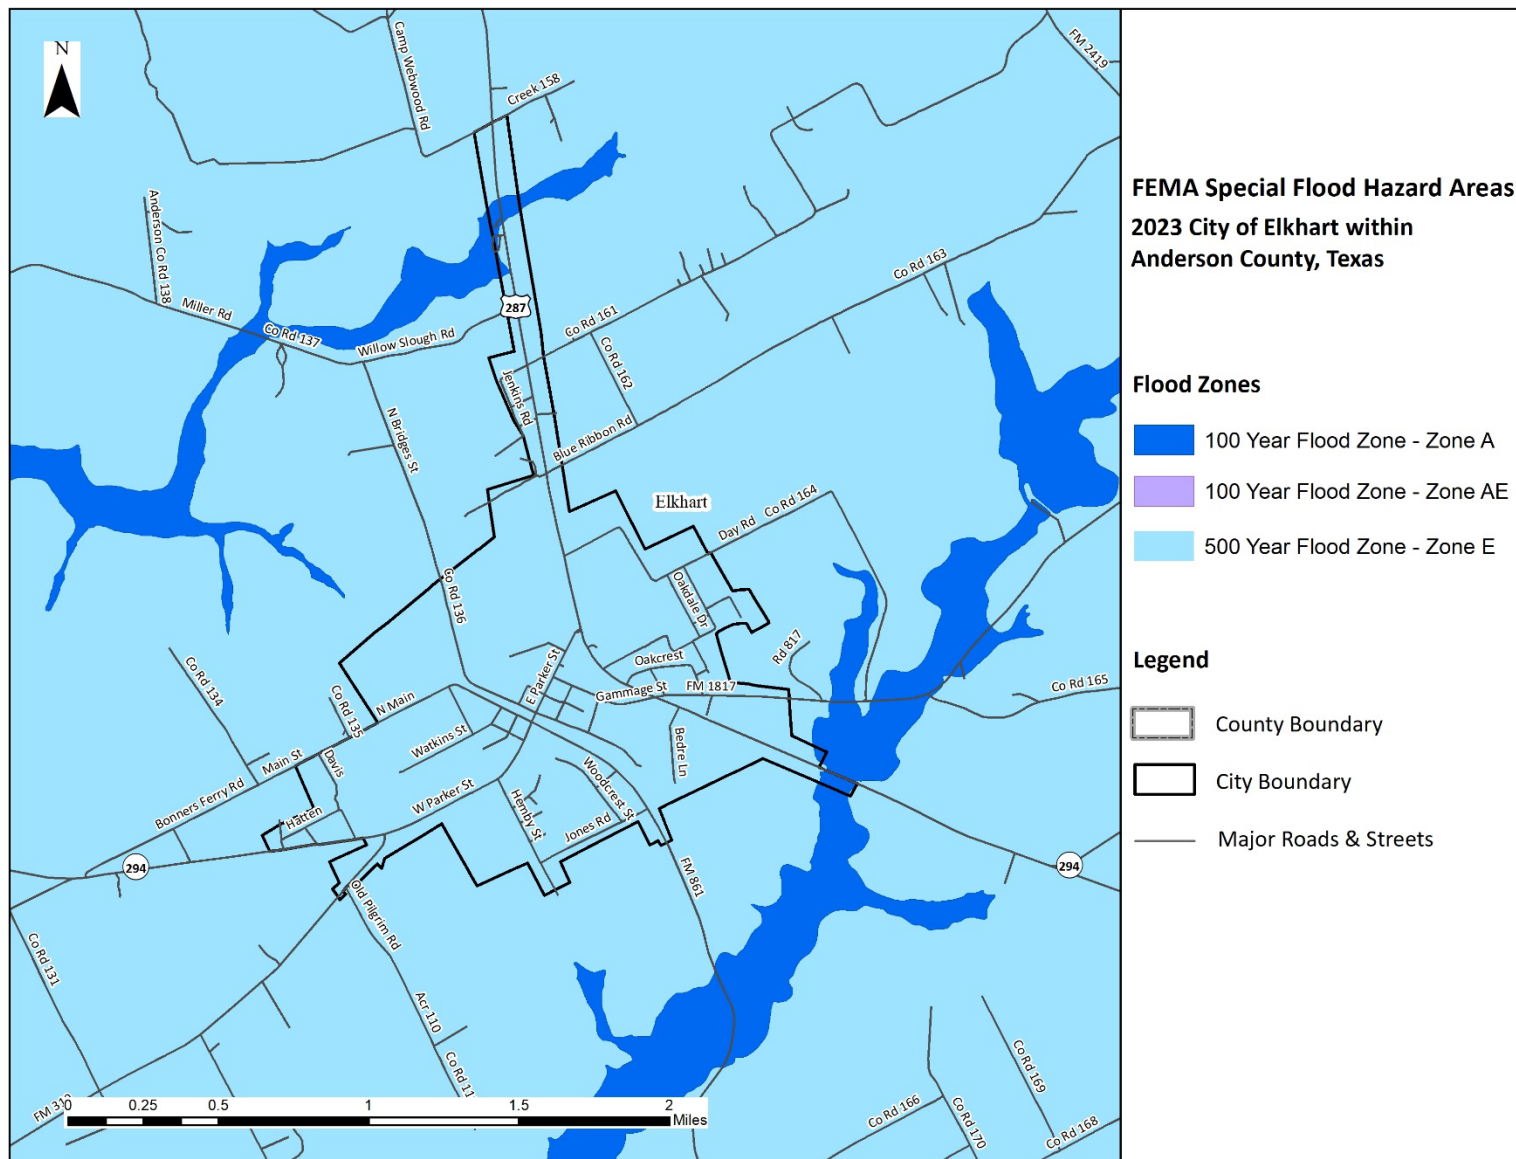 N
Camp Webwood Rd
Creek 158
FM 2419
Anderson Co Rd 138
Miller Rd
Co Rd 137
Willow Slough Rd
287
Co Rd 161
Co Rd 162
Co Rd 163
Jenkins Rd
Blue Ribbon Rd
N Bridges St
Elkhart
Day Rd
Co Rd 164
Co Rd 136
Oakdale Dr
Rd 817
Oakcrest
E Parker St
Gammage St
FM 1817
Co Rd 165
Co Rd 134
Co Rd 135
N Main
Watkins St
Bedre Ln
Main St
Davis
Bonners Ferry Rd
W Parker St
Woodcrest St
Hemby St
Hatten
Jones Rd
294
294
FM 861
Old Pilgrim Rd
Co Rd 131
Acr 110
Co Rd 11
Co Rd 169
Co Rd 166
Co Rd 170
Co Rd 168
FM 319
0 0.25 0.5 1 1.5 2
Miles
FEMA Special Flood Hazard Areas
2023 City of Elkhart within
Anderson County, Texas
Flood Zones
100 Year Flood Zone - Zone A
100 Year Flood Zone - Zone AE
500 Year Flood Zone - Zone E
Legend
County Boundary
City Boundary
Major Roads & Streets